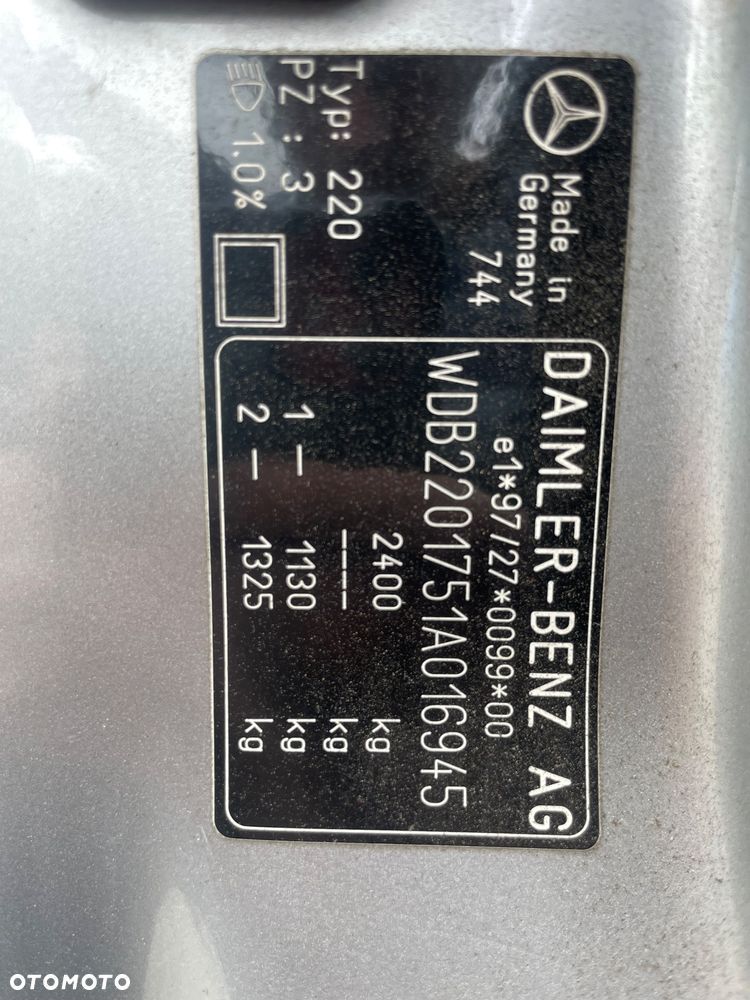 DAIMLER-BENZ AG
e1*97/27*0099*00
WDB2201751A016945
2400 kg
---- kg
1 — 1130 kg
2 — 1325 kg
Made in
Germany
744
Typ: 220
PZ : 3
1.0%
OTOMOTO